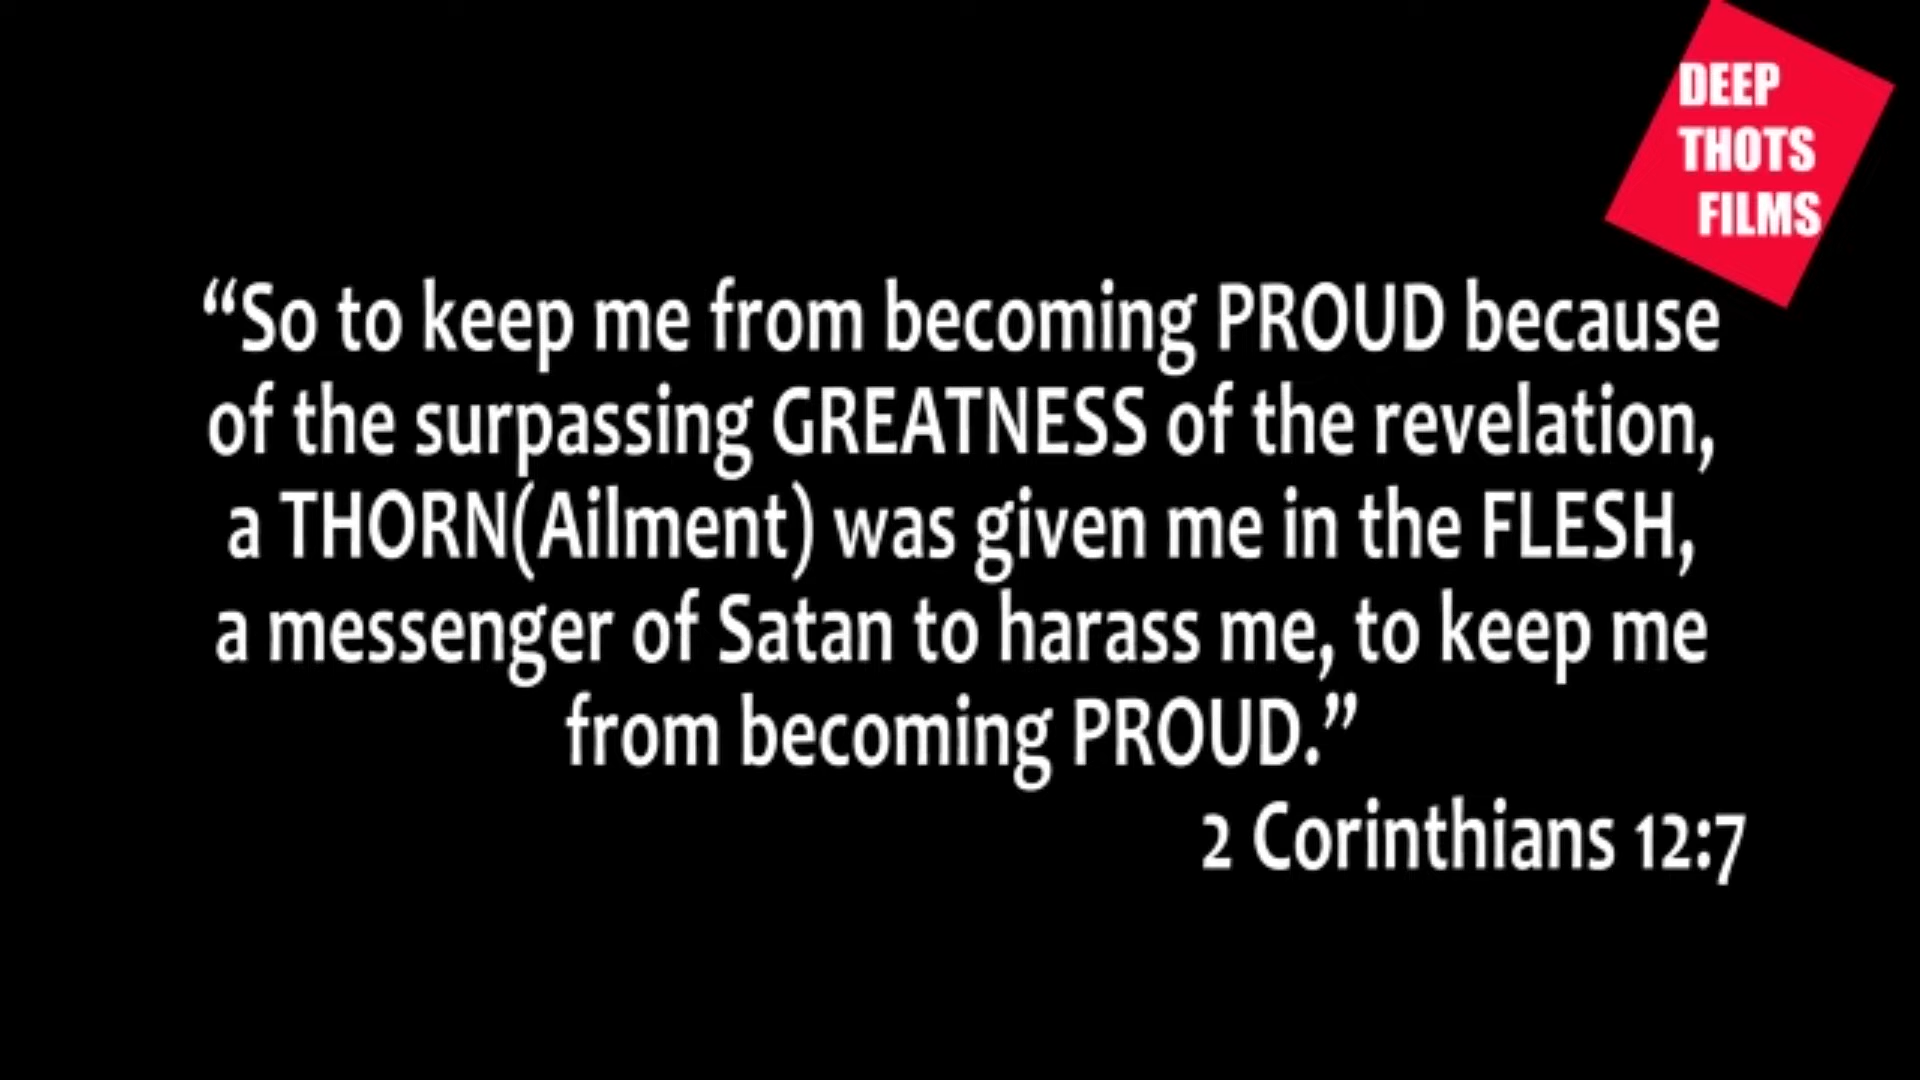 DEEP
THOTS
FILMS
“So to keep me from becoming PROUD because
of the surpassing GREATNESS of the revelation,
a THORN(Ailment) was given me in the FLESH,
a messenger of Satan to harass me, to keep me
from becoming PROUD.”
2 Corinthians 12:7